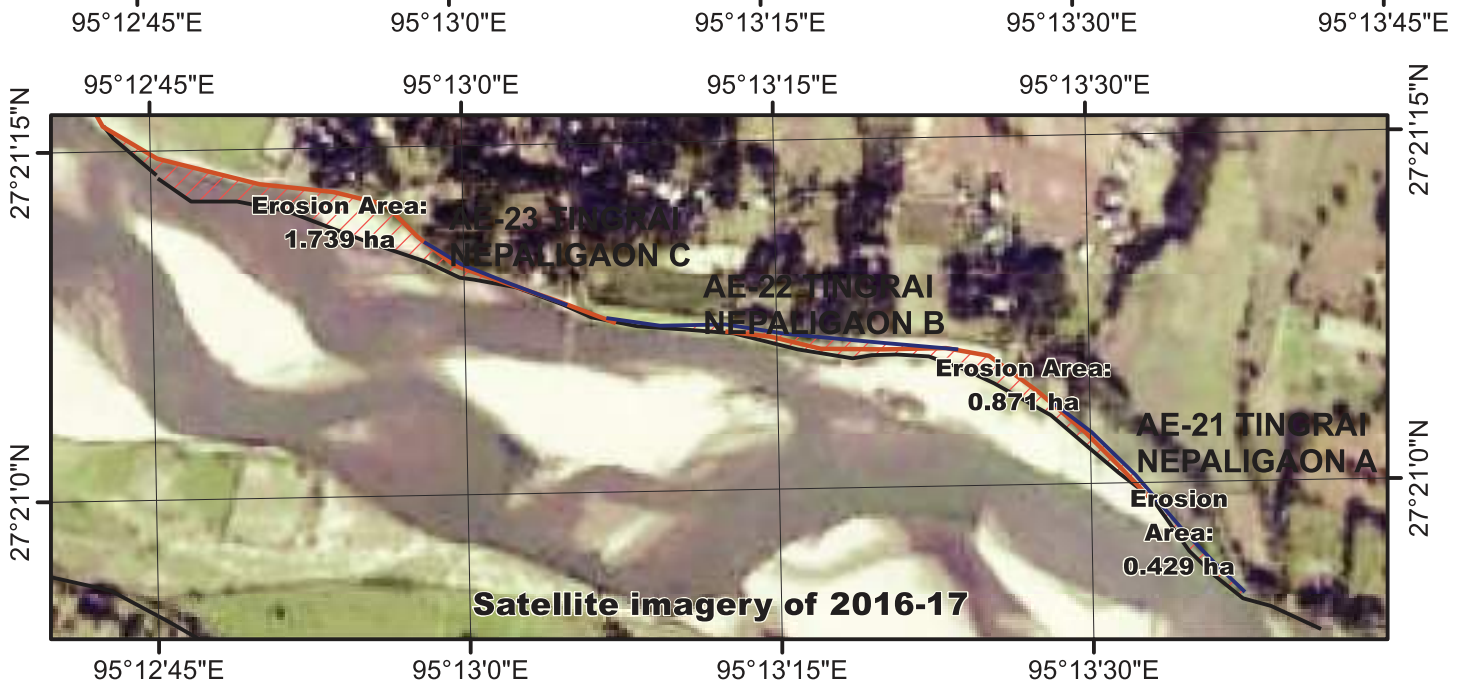 95°12'45"E 95°13'0"E 95°13'15"E 95°13'30"E 95°13'45"E
95°12'45"E 95°13'0"E 95°13'15"E 95°13'30"E
27°21'15"N
27°21'15"N
Erosion Area:
1.739 ha
AE-23 TINGRAI
NEPALIGAON C
AE-22 TINGRAI
NEPALIGAON B
Erosion Area:
0.871 ha
AE-21 TINGRAI
NEPALIGAON A
27°21'0"N
27°21'0"N
Erosion
Area:
0.429 ha
Satellite imagery of 2016-17
95°12'45"E 95°13'0"E 95°13'15"E 95°13'30"E